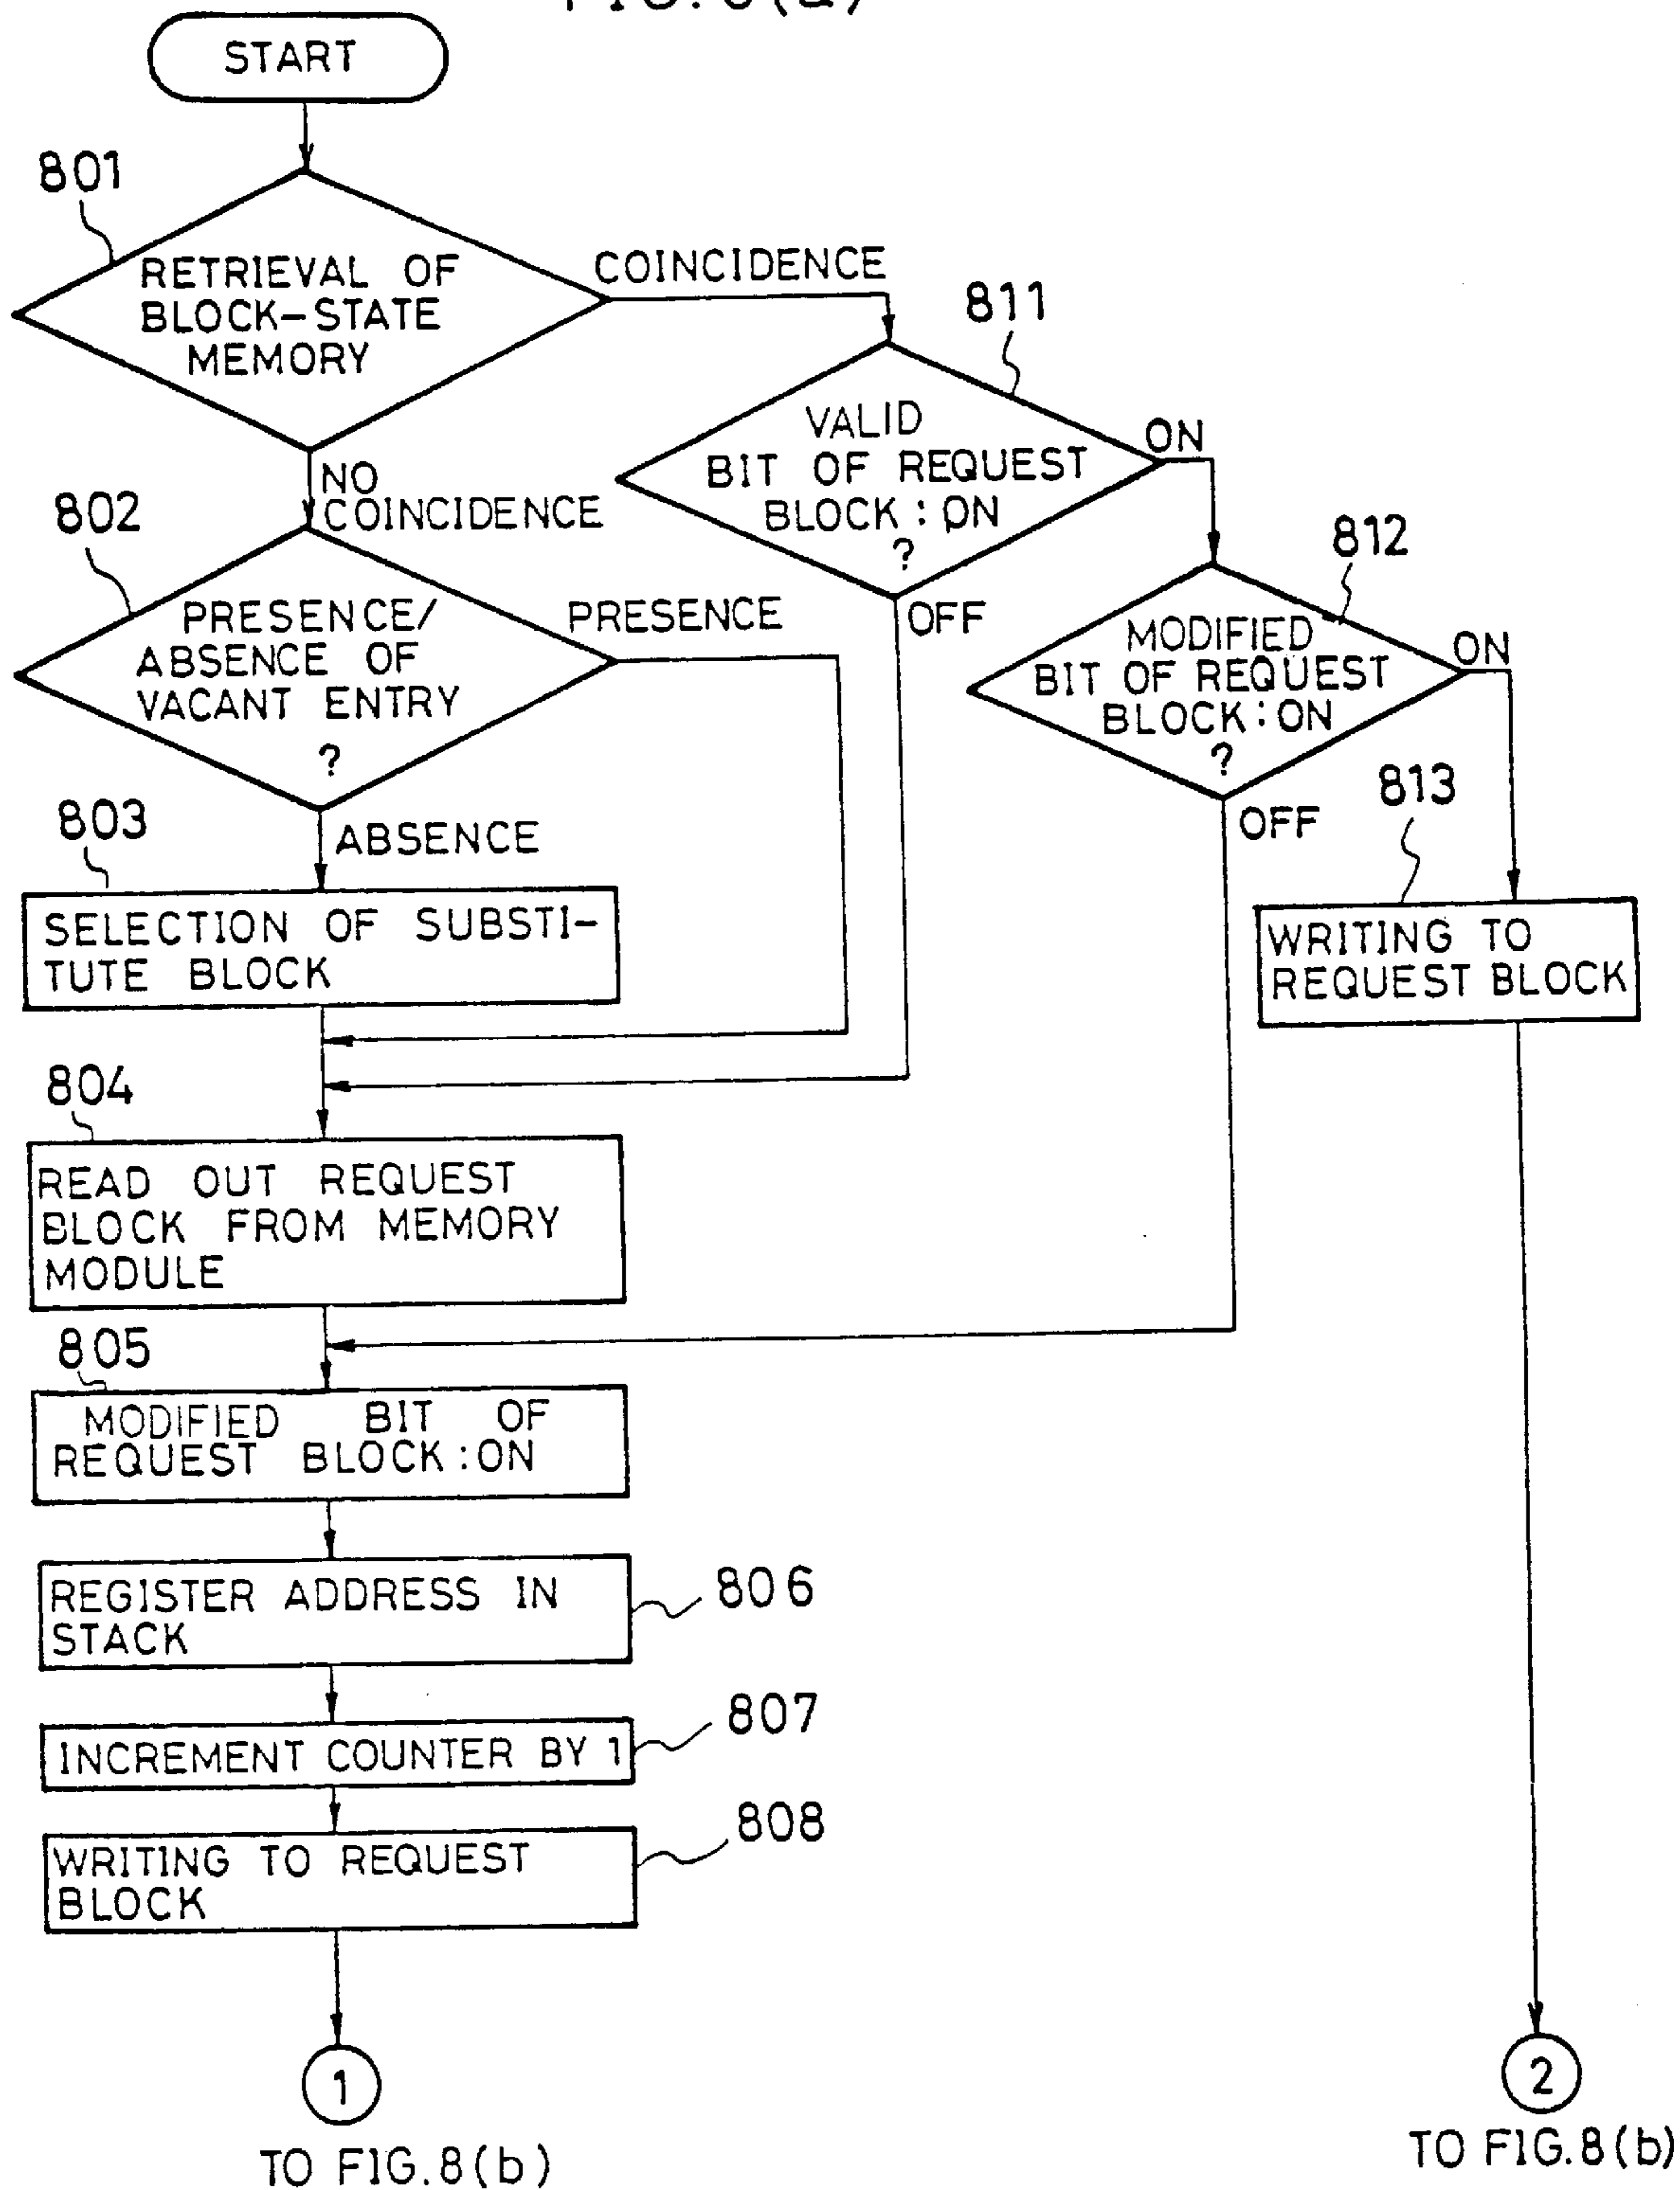 FIG. 8(a)
START
801
RETRIEVAL OF
BLOCK-STATE
MEMORY
COINCIDENCE
NO
COINCIDENCE
811
VALID
BIT OF REQUEST
BLOCK : ON
?
ON
OFF
802
PRESENCE/
ABSENCE OF
VACANT ENTRY
?
PRESENCE
ABSENCE
812
MODIFIED
BIT OF REQUEST
BLOCK : ON
?
ON
OFF
803
SELECTION OF SUBSTI-
TUTE BLOCK
813
WRITING TO
REQUEST BLOCK
804
READ OUT REQUEST
BLOCK FROM MEMORY
MODULE
805
MODIFIED BIT OF
REQUEST BLOCK : ON
REGISTER ADDRESS IN
STACK
806
INCREMENT COUNTER BY 1
807
WRITING TO REQUEST
BLOCK
808
1
TO FIG.8(b)
2
TO FIG.8(b)